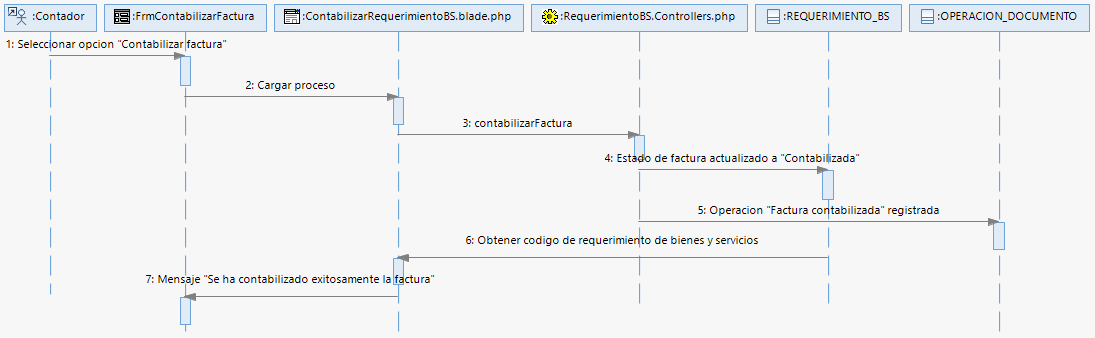 :Contador
:FrmContabilizarFactura
:ContabilizarRequerimientoBS.blade.php
:RequerimientoBS.Controllers.php
:REQUERIMIENTO_BS
:OPERACION_DOCUMENTO
1: Seleccionar opcion "Contabilizar factura"
2: Cargar proceso
3: contabilizarFactura
4: Estado de factura actualizado a "Contabilizada"
5: Operacion "Factura contabilizada" registrada
6: Obtener codigo de requerimiento de bienes y servicios
7: Mensaje "Se ha contabilizado exitosamente la factura"